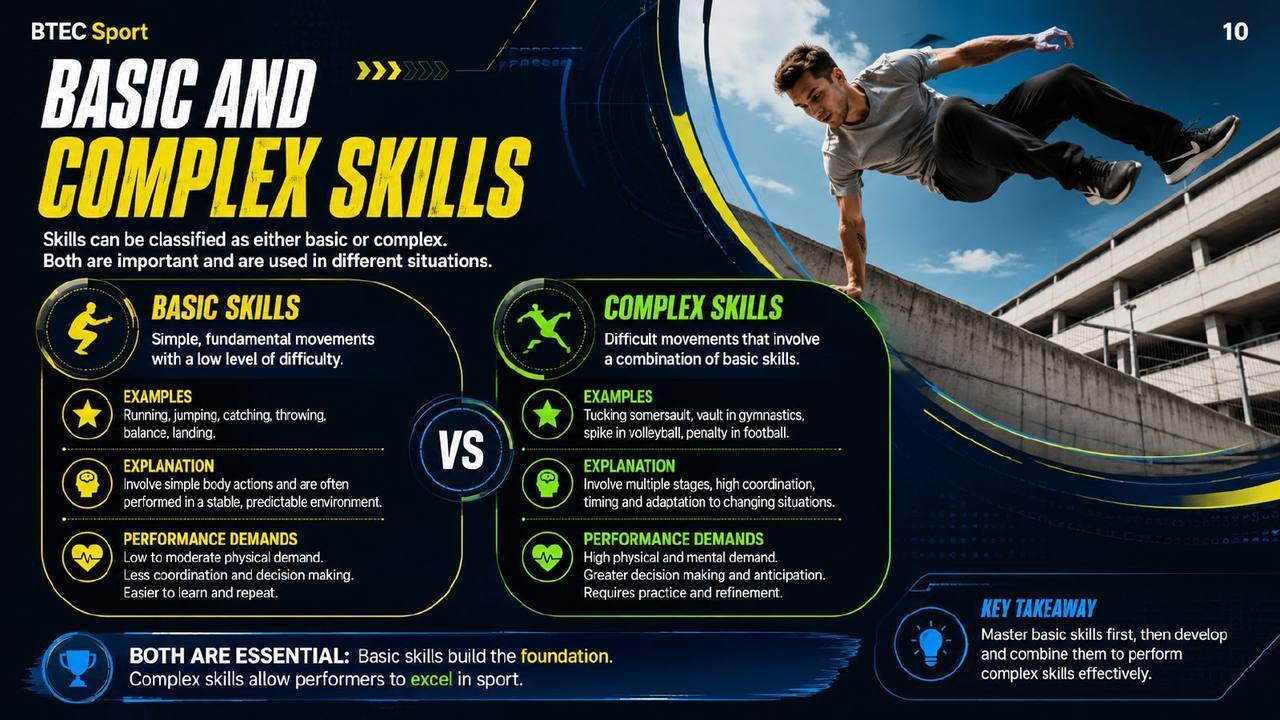 BTEC Sport
10
BASIC AND
COMPLEX SKILLS
Skills can be classified as either basic or complex.
Both are important and are used in different situations.
BASIC SKILLS
Simple, fundamental movements
with a low level of difficulty.
EXAMPLES
Running, jumping, catching, throwing,
balance, landing.
EXPLANATION
Involve simple body actions and are often
performed in a stable, predictable environment.
PERFORMANCE DEMANDS
Low to moderate physical demand.
Less coordination and decision making.
Easier to learn and repeat.
VS
COMPLEX SKILLS
Difficult movements that involve
a combination of basic skills.
EXAMPLES
Tucking somersault, vault in gymnastics,
spike in volleyball, penalty in football.
EXPLANATION
Involve multiple stages, high coordination,
timing and adaptation to changing situations.
PERFORMANCE DEMANDS
High physical and mental demand.
Greater decision making and anticipation.
Requires practice and refinement.
BOTH ARE ESSENTIAL: Basic skills build the foundation.
Complex skills allow performers to excel in sport.
KEY TAKEAWAY
Master basic skills first, then develop
and combine them to perform
complex skills effectively.